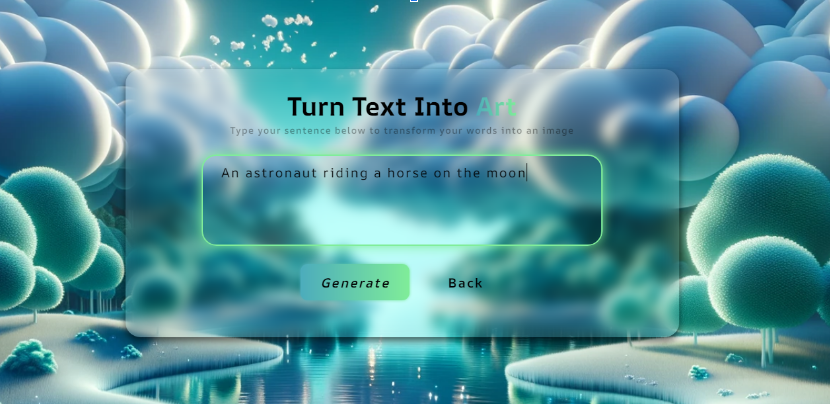 Turn Text Into Art
Type your sentence below to transform your words into an image
An astronaut riding a horse on the moon
Generate
Back